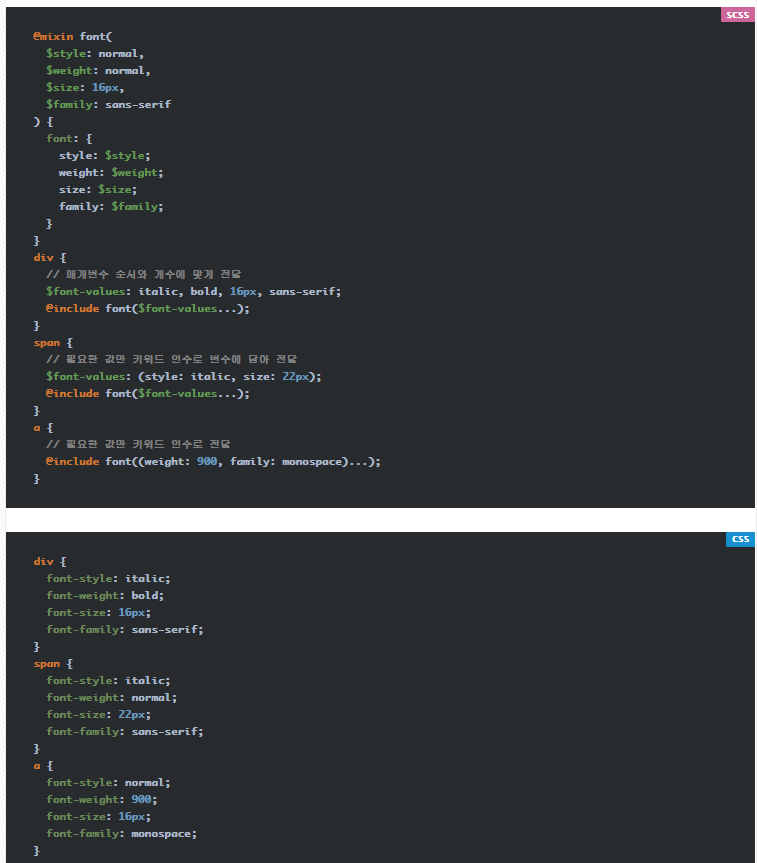 SCSS
@mixin font(
  $style: normal,
  $weight: normal,
  $size: 16px,
  $family: sans-serif
) {
  font: {
    style: $style;
    weight: $weight;
    size: $size;
    family: $family;
  }
}
div {
  // 매개변수 순서와 개수에 맞게 전달
  $font-values: italic, bold, 16px, sans-serif;
  @include font($font-values...);
}
span {
  // 필요한 값만 키워드 인수로 변수에 담아 전달
  $font-values: (style: italic, size: 22px);
  @include font($font-values...);
}
a {
  // 필요한 값만 키워드 인수로 전달
  @include font((weight: 900, family: monospace)...);
}
CSS
div {
  font-style: italic;
  font-weight: bold;
  font-size: 16px;
  font-family: sans-serif;
}
span {
  font-style: italic;
  font-weight: normal;
  font-size: 22px;
  font-family: sans-serif;
}
a {
  font-style: normal;
  font-weight: 900;
  font-size: 16px;
  font-family: monospace;
}